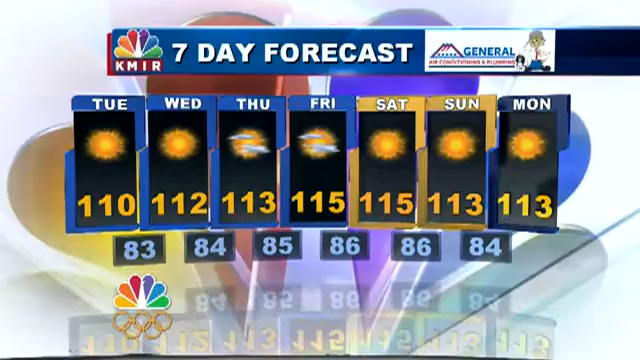 KMIR
7 DAY FORECAST
GENERAL
AIR CONDITIONING & PLUMBING
TUE WED THU FRI SAT SUN MON
110 112 113 115 115 113 113
83 84 85 86 86 84